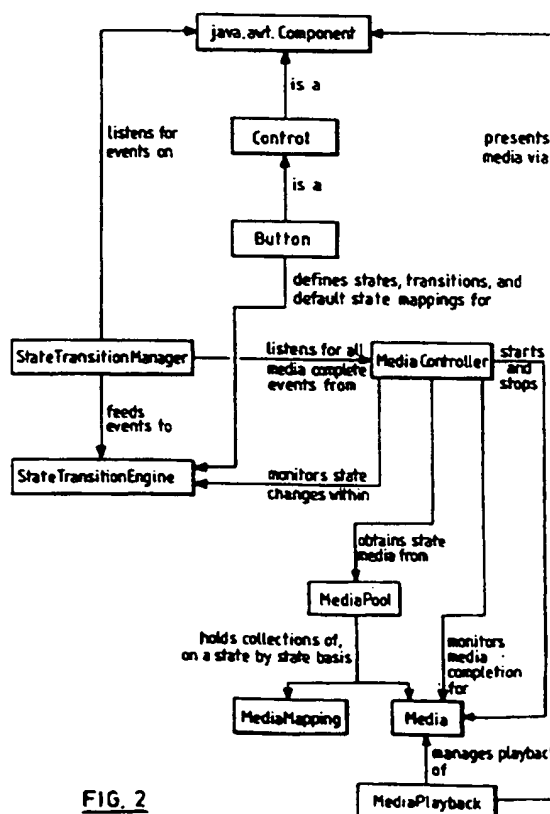 java.awt.Component
is a
listens for
events on
Control
presents
media via
is a
Button
defines states, transitions, and
default state mappings for
StateTransitionManager
listens for all
media complete
events from
MediaController
starts
and
stops
feeds
events to
StateTransitionEngine
monitors state
changes within
obtains state
media from
MediaPool
holds collections of,
on a state by state basis
monitors
media
completion
for
MediaMapping
Media
manages playback
of
MediaPlayback
FIG. 2